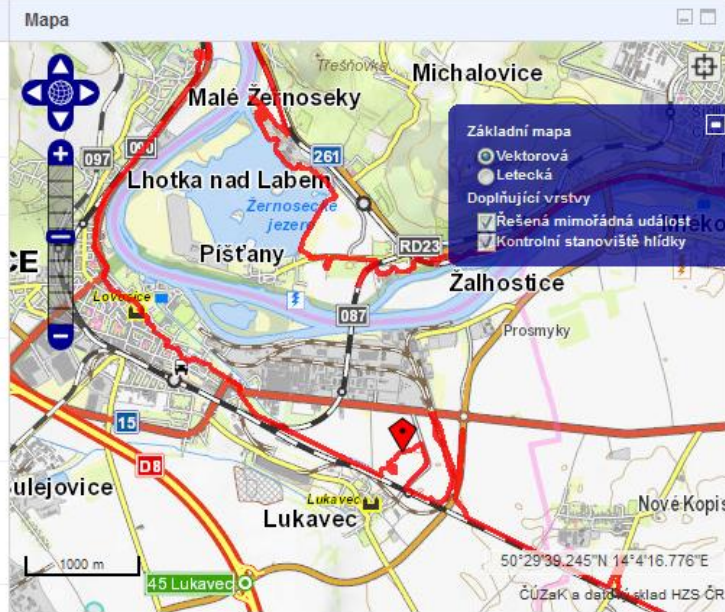 Mapa
Třešňovka
Michalovice
Malé Žernoseky
Základní mapa
Vektorová
Letecká
Doplňující vrstvy
Řešená mimořádná událost
Kontrolní stanoviště hlídky
097
090
261
Lhotka nad Labem
Žernosecké
jezero
RD23
Píšťany
CE
Žalhostice
Lovosice
087
Prosmyky
15
D8
ulejovice
Lukavec
Lukavec
Nové Kopis
1000 m
45 Lukavec
50°29'39.245"N 14°4'16.776"E
ČÚZaK a datový sklad HZS ČR